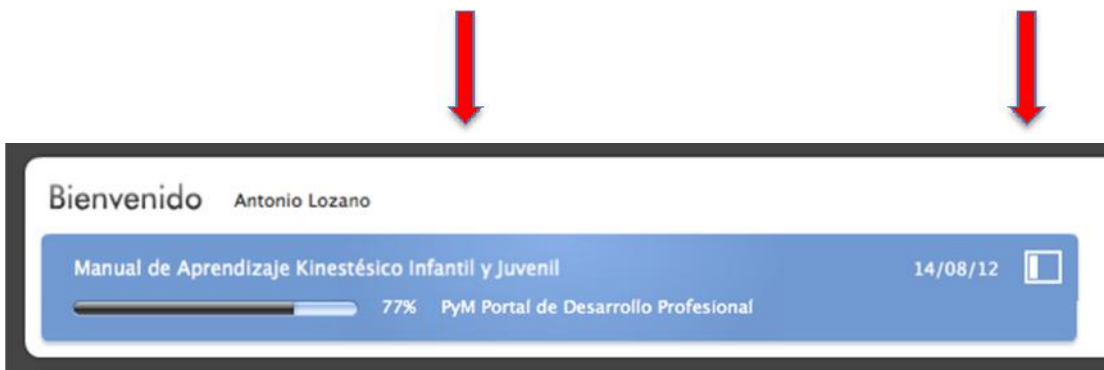 Bienvenido Antonio Lozano
Manual de Aprendizaje Kinestésico Infantil y Juvenil 14/08/12
77% PyM Portal de Desarrollo Profesional